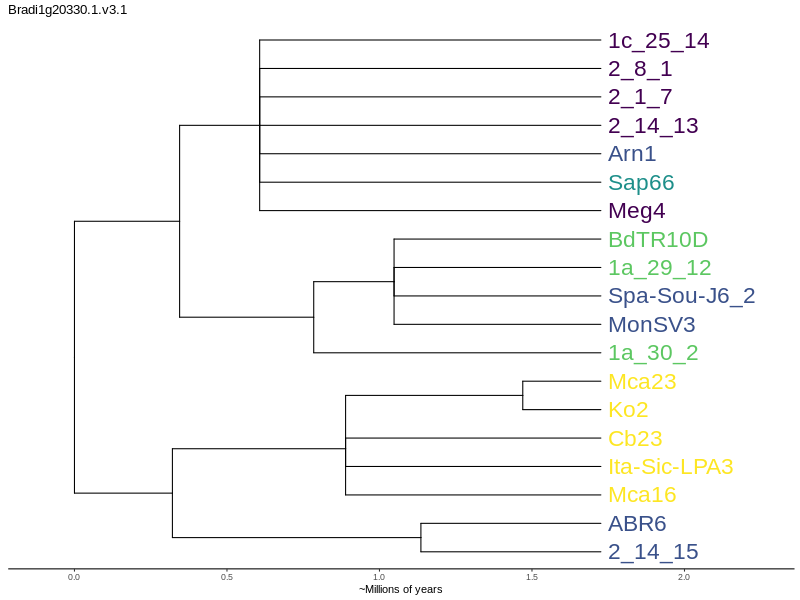 Bradi1g20330.1.v3.1
1c_25_14
2_8_1
2_1_7
2_14_13
Arn1
Sap66
Meg4
BdTR10D
1a_29_12
Spa-Sou-J6_2
MonSV3
1a_30_2
Mca23
Ko2
Cb23
Ita-Sic-LPA3
Mca16
ABR6
2_14_15
0.0 0.5 1.0 1.5 2.0
~Millions of years